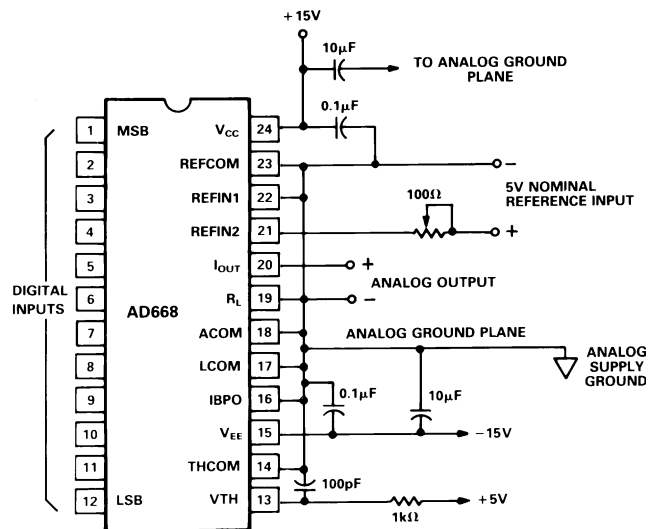 +15V
10µF
TO ANALOG GROUND
PLANE
0.1µF
1 MSB
VCC 24
2
REFCOM 23
−
3
REFIN1 22
100Ω
5V NOMINAL
REFERENCE INPUT
4
REFIN2 21
+
5
IOUT 20
+
ANALOG OUTPUT
DIGITAL
INPUTS
6
AD668
RL 19
−
7
ACOM 18
ANALOG GROUND PLANE
ANALOG
SUPPLY
GROUND
8
LCOM 17
9
IBPO 16
0.1µF
10µF
10
VEE 15
−15V
11
THCOM 14
100pF
12 LSB
VTH 13
1kΩ
+5V